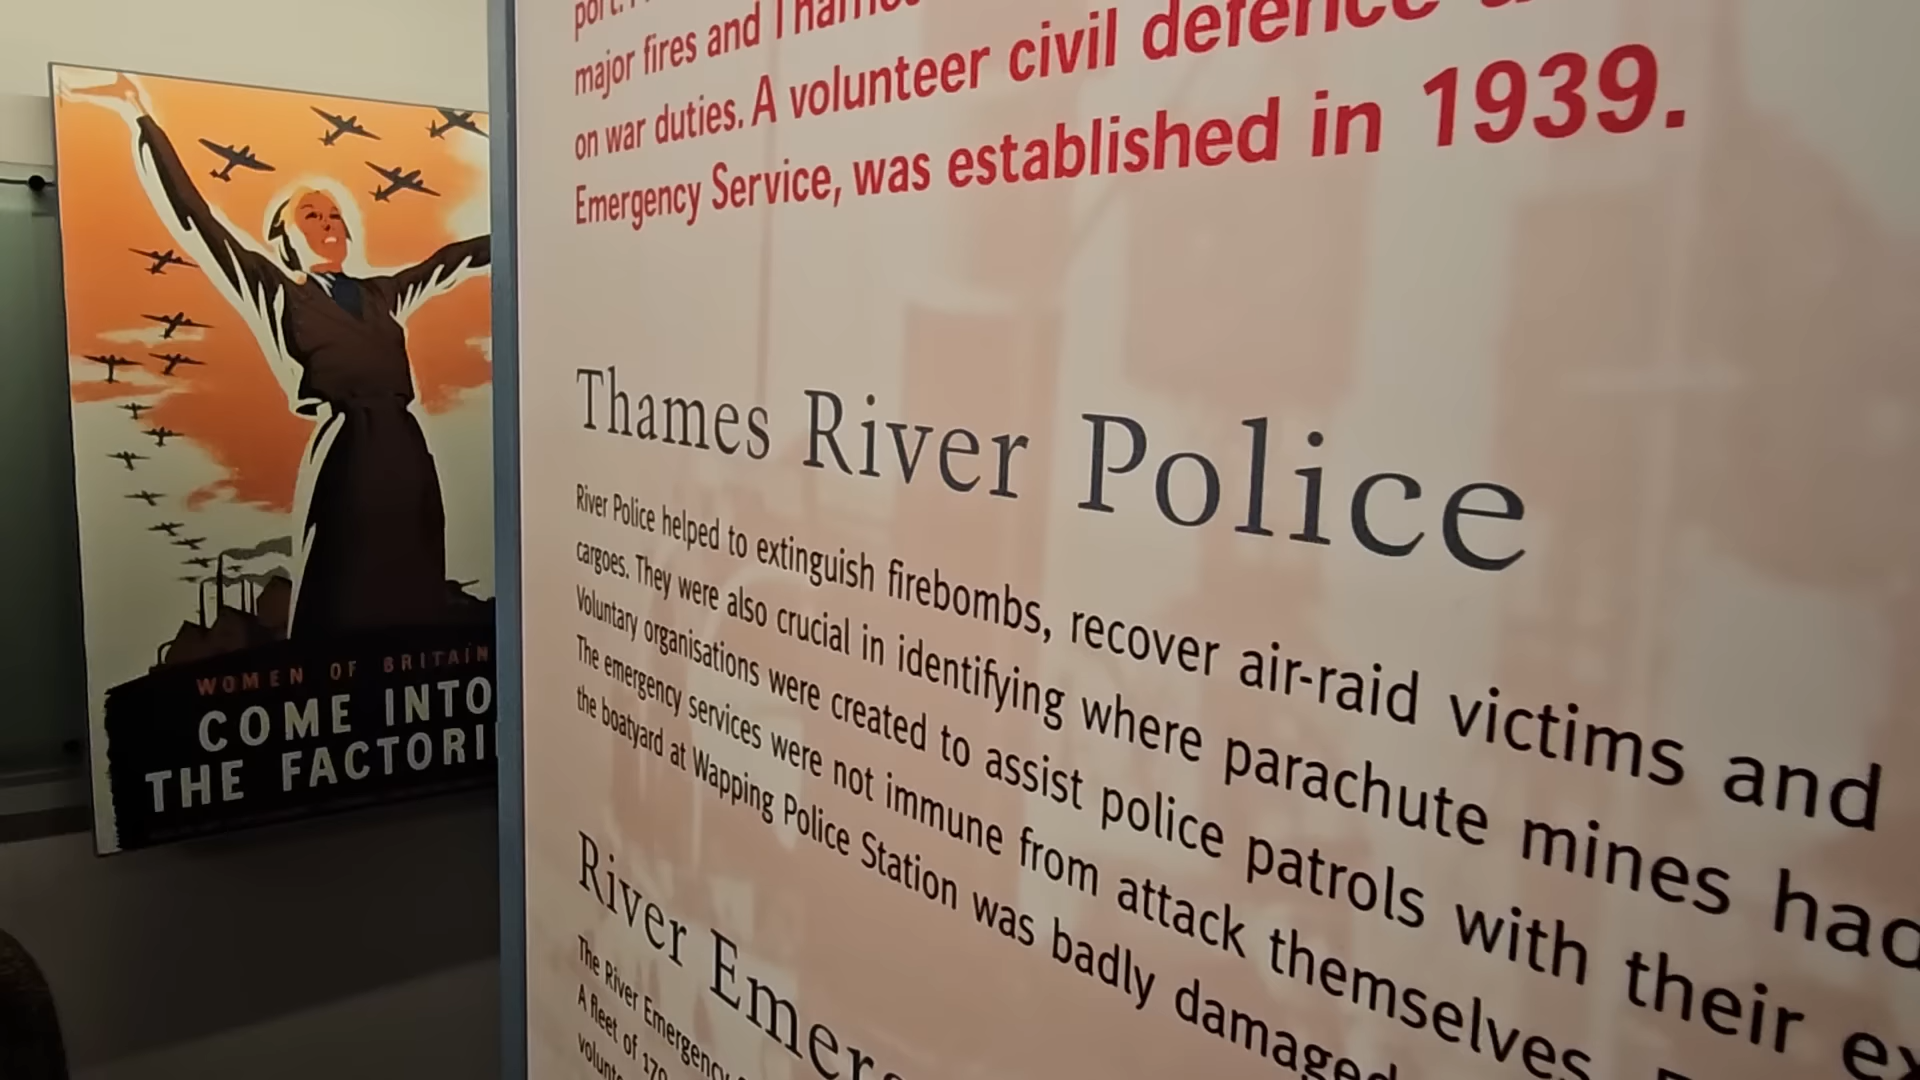 WOMEN OF BRITAIN
COME INTO
THE FACTORI
major fires and
on war duties. A volunteer civil defence
Emergency Service, was established in 1939.
Thames River Police
River Police helped to extinguish firebombs, recover air-raid victims and
cargoes. They were also crucial in identifying where parachute mines had
Voluntary organisations were created to assist police patrols with their
The emergency services were not immune from attack themselves.
the boatyard at Wapping Police Station was badly damaged
River Emer
The River Emergency
A fleet of 170